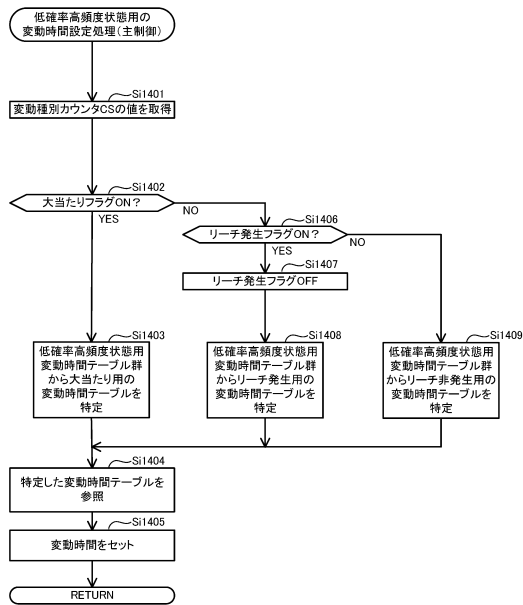 低確率高頻度状態用の
変動時間設定処理(主制御)
Si1401
変動種別カウンタCSの値を取得
Si1402
大当たりフラグON?
YES
NO
Si1406
リーチ発生フラグON?
YES
NO
Si1407
リーチ発生フラグOFF
Si1403
低確率高頻度状態用
変動時間テーブル群
から大当たり用の
変動時間テーブルを
特定
Si1408
低確率高頻度状態用
変動時間テーブル群
からリーチ発生用の
変動時間テーブルを
特定
Si1409
低確率高頻度状態用
変動時間テーブル群
からリーチ非発生用の
変動時間テーブルを
特定
Si1404
特定した変動時間テーブルを
参照
Si1405
変動時間をセット
RETURN